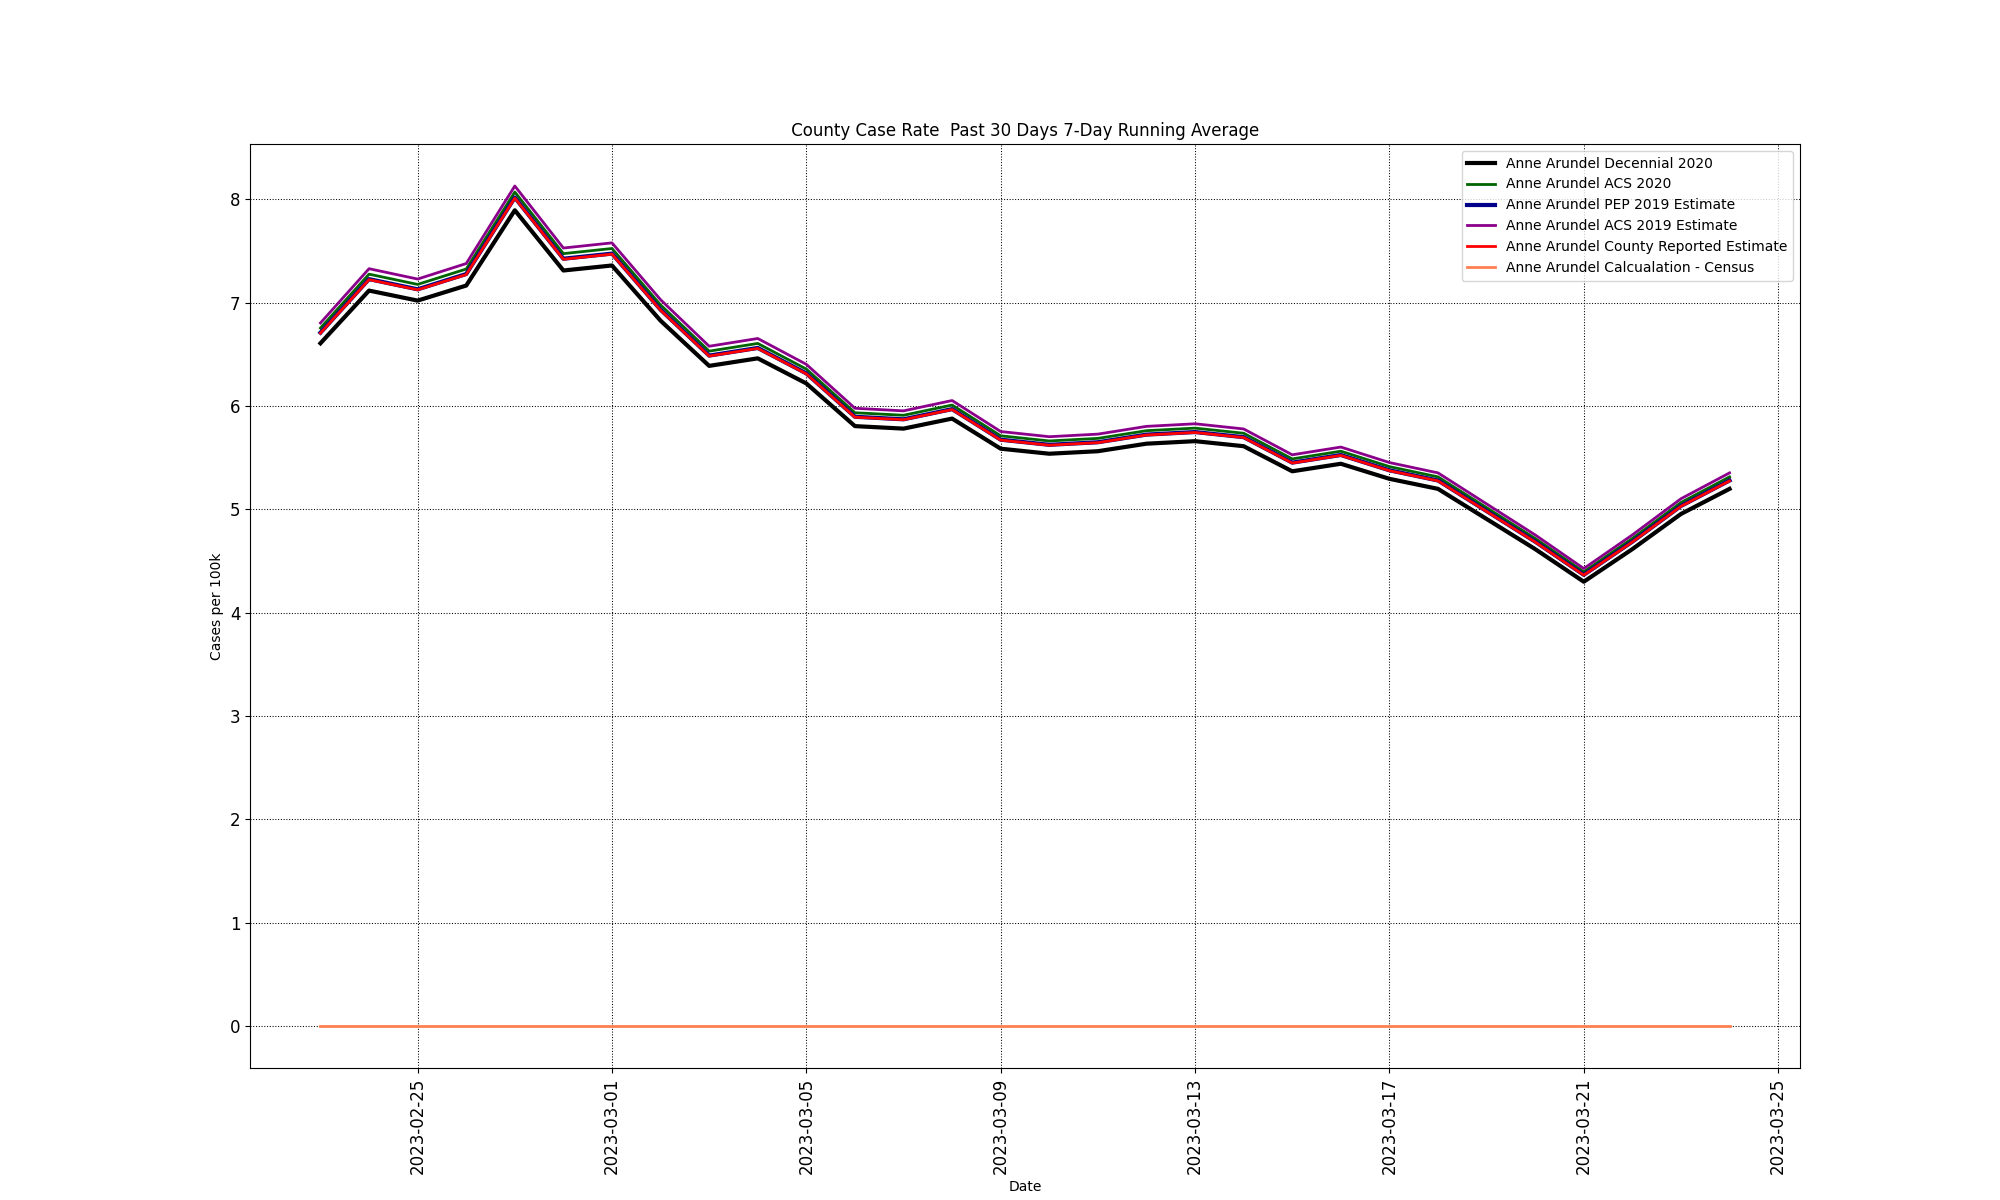 County Case Rate  Past 30 Days 7-Day Running Average
Anne Arundel Decennial 2020
Anne Arundel ACS 2020
Anne Arundel PEP 2019 Estimate
Anne Arundel ACS 2019 Estimate
Anne Arundel County Reported Estimate
Anne Arundel Calcualation - Census
8
7
6
5
4
3
2
1
0
Cases per 100k
2023-02-25
2023-03-01
2023-03-05
2023-03-09
2023-03-13
2023-03-17
2023-03-21
2023-03-25
Date